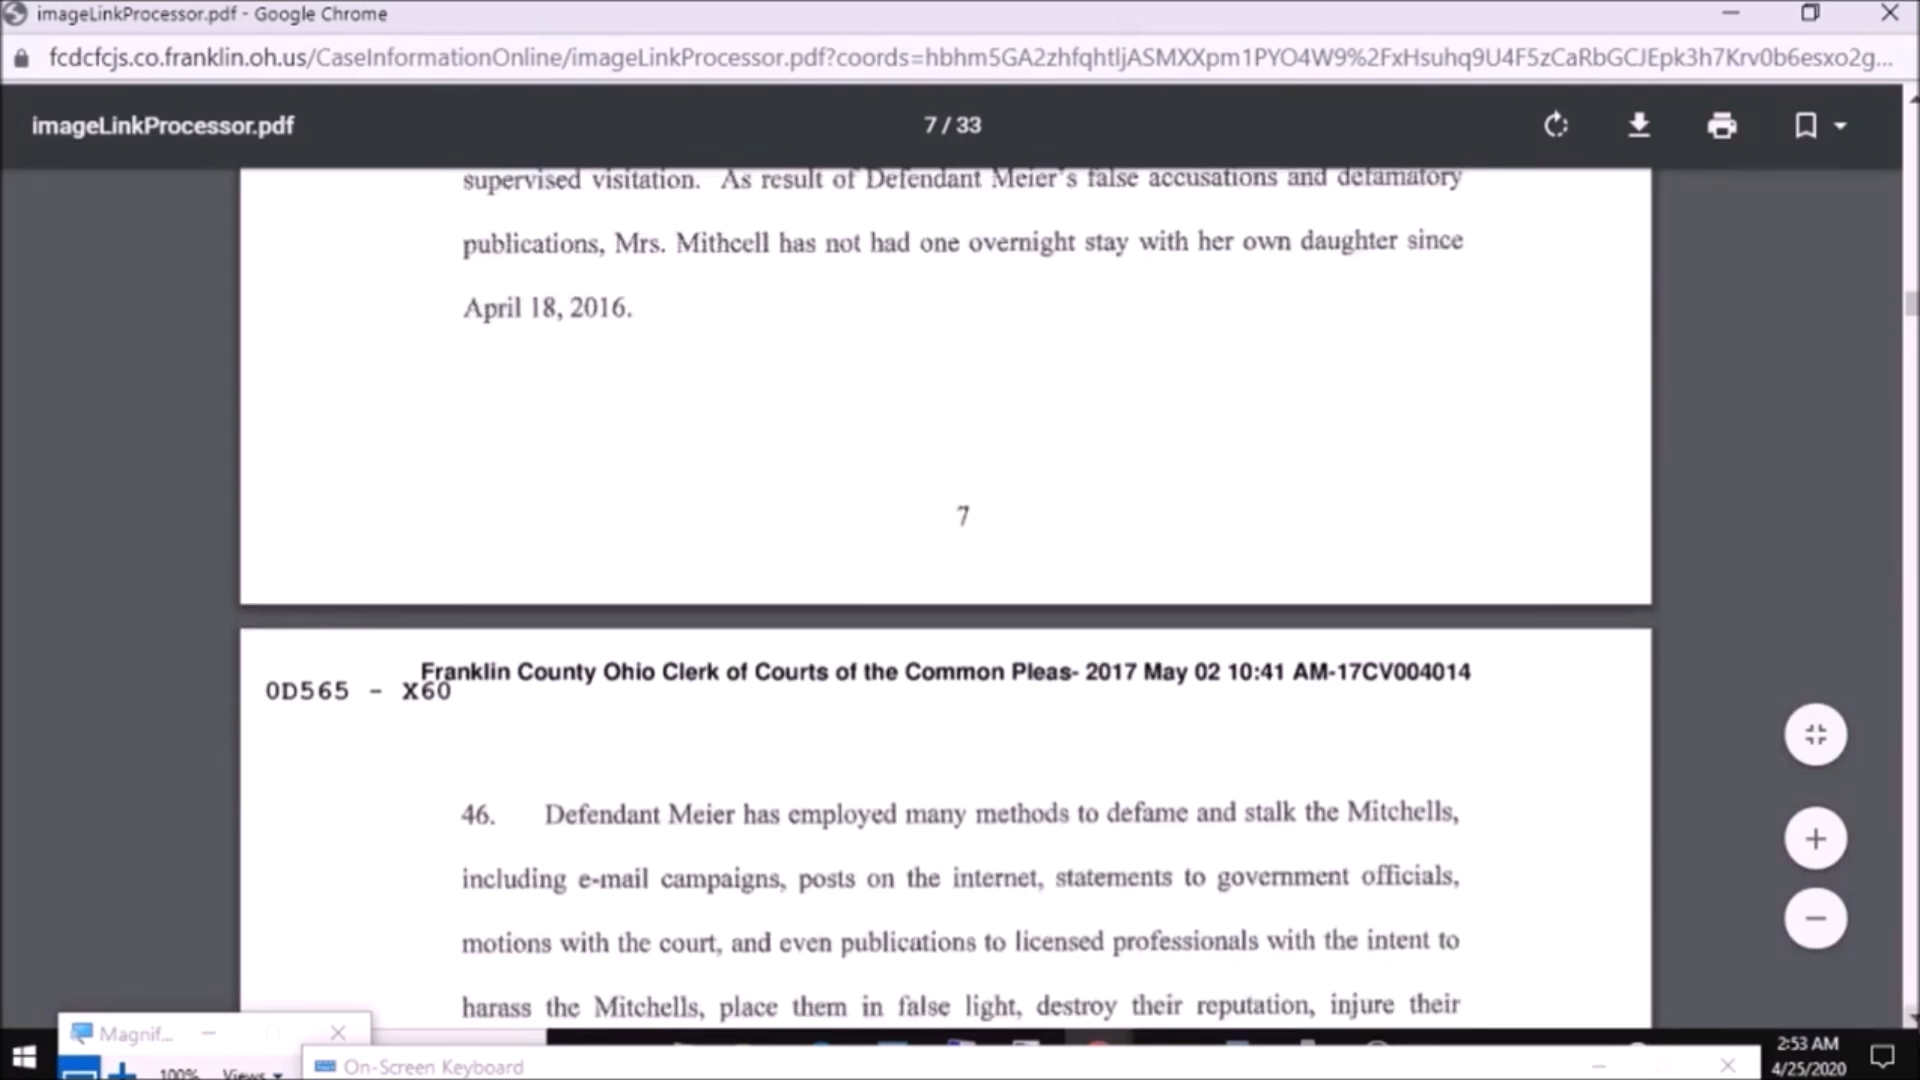 imageLinkProcessor.pdf - Google Chrome
fcdcfcjs.co.franklin.oh.us/CaseInformationOnline/imageLinkProcessor.pdf?coords=hbhm5GA2zhfqhtljASMXXpm1PYO4W9%2FxHsuhq9U4F5zCaRbGCJEpk3h7Krv0b6esxo2g...
imageLinkProcessor.pdf 7 / 33
supervised visitation. As result of Defendant Meier's false accusations and defamatory
publications, Mrs. Mithcell has not had one overnight stay with her own daughter since
April 18, 2016.
7
Franklin County Ohio Clerk of Courts of the Common Pleas- 2017 May 02 10:41 AM-17CV004014
0D565 - X60
46. Defendant Meier has employed many methods to defame and stalk the Mitchells,
including e-mail campaigns, posts on the internet, statements to government officials,
motions with the court, and even publications to licensed professionals with the intent to
harass the Mitchells, place them in false light, destroy their reputation, injure their
Magnif...
100% Views
On-Screen Keyboard
2:53 AM
4/25/2020